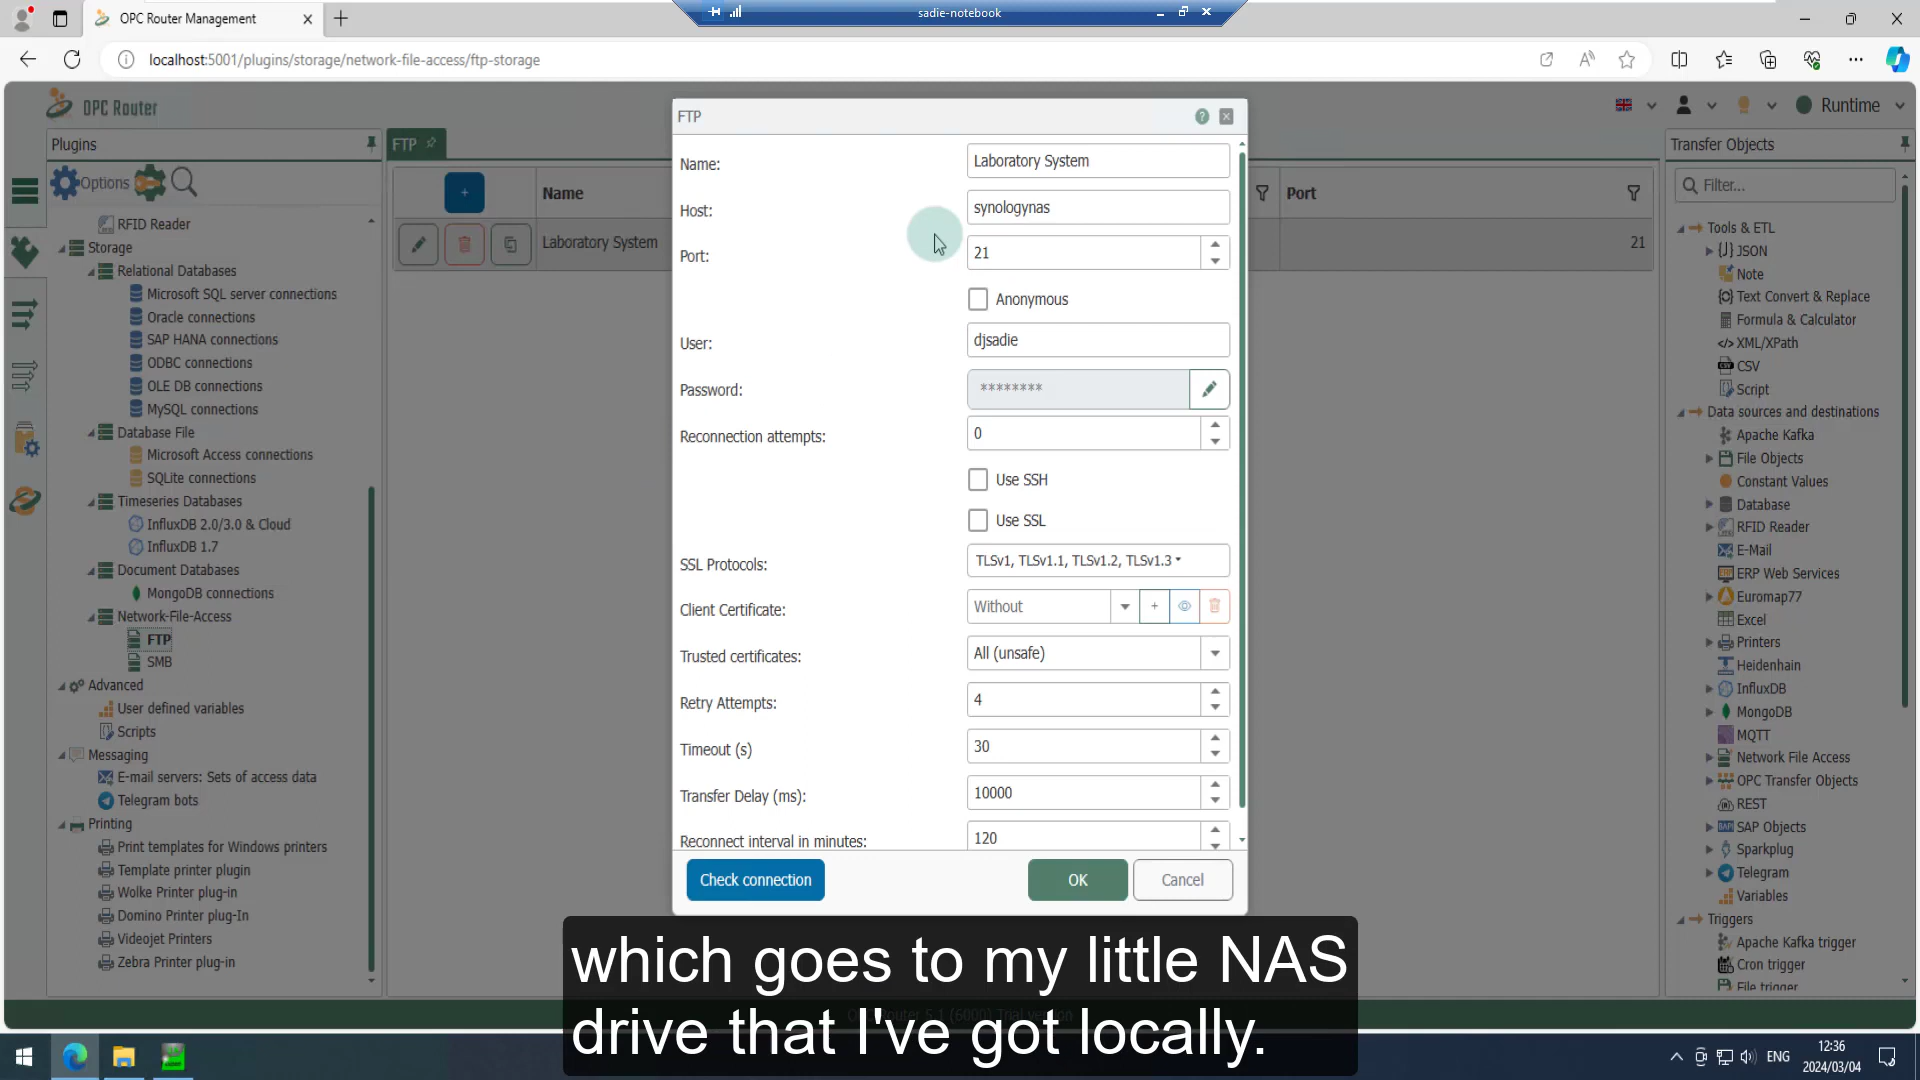 OPC Router Management
sadie-notebook
localhost:5001/plugins/storage/network-file-access/ftp-storage
OPC Router
Runtime
Plugins
Options
RFID Reader
Storage
Relational Databases
Microsoft SQL server connections
Oracle connections
SAP HANA connections
ODBC connections
OLE DB connections
MySQL connections
Database File
Microsoft Access connections
SQLite connections
Timeseries Databases
InfluxDB 2.0/3.0 & Cloud
InfluxDB 1.7
Document Databases
MongoDB connections
Network-File-Access
FTP
SMB
Advanced
User defined variables
Scripts
Messaging
E-mail servers: Sets of access data
Telegram bots
Printing
Print templates for Windows printers
Template printer plugin
Wolke Printer plug-in
Domino Printer plug-In
Videojet Printers
Zebra Printer plug-in
FTP
+ Name Port
Laboratory System 21
FTP
Name: Laboratory System
Host: synologynas
Port: 21
Anonymous
User: djsadie
Password: ********
Reconnection attempts: 0
Use SSH
Use SSL
SSL Protocols: TLSv1, TLSv1.1, TLSv1.2, TLSv1.3
Client Certificate: Without +
Trusted certificates: All (unsafe)
Retry Attempts: 4
Timeout (s) 30
Transfer Delay (ms): 10000
Reconnect interval in minutes: 120
Check connection OK Cancel
Transfer Objects
Filter...
Tools & ETL
JSON
Note
Text Convert & Replace
Formula & Calculator
XML/XPath
CSV
Script
Data sources and destinations
Apache Kafka
File Objects
Constant Values
Database
RFID Reader
E-Mail
ERP Web Services
Euromap77
Excel
Printers
Heidenhain
InfluxDB
MongoDB
MQTT
Network File Access
OPC Transfer Objects
REST
SAP Objects
Sparkplug
Telegram
Variables
Triggers
Apache Kafka trigger
Cron trigger
File trigger
which goes to my little NAS
drive that I've got locally.
ENG
12:36
2024/03/04